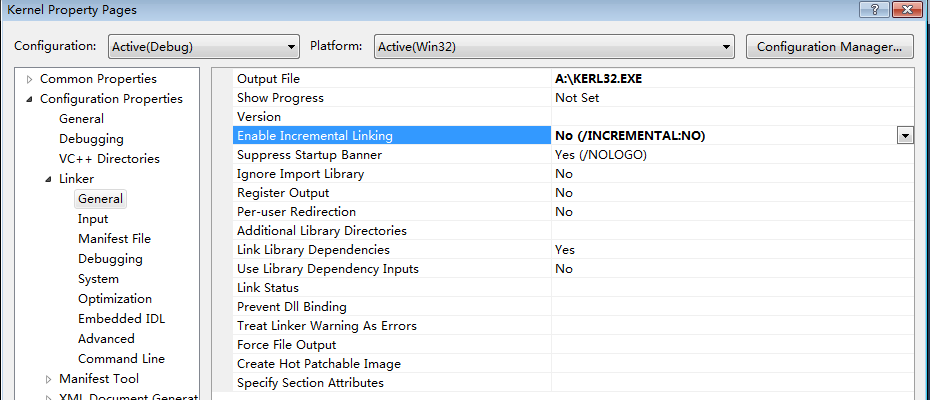 Kernel Property Pages
Configuration: Active(Debug) Platform: Active(Win32) Configuration Manager...
Common Properties
Configuration Properties
General
Debugging
VC++ Directories
Linker
General
Input
Manifest File
Debugging
System
Optimization
Embedded IDL
Advanced
Command Line
Manifest Tool
XML Document Generat
Output File A:\KERL32.EXE
Show Progress Not Set
Version
Enable Incremental Linking No (/INCREMENTAL:NO)
Suppress Startup Banner Yes (/NOLOGO)
Ignore Import Library No
Register Output No
Per-user Redirection No
Additional Library Directories
Link Library Dependencies Yes
Use Library Dependency Inputs No
Link Status
Prevent Dll Binding
Treat Linker Warning As Errors
Force File Output
Create Hot Patchable Image
Specify Section Attributes